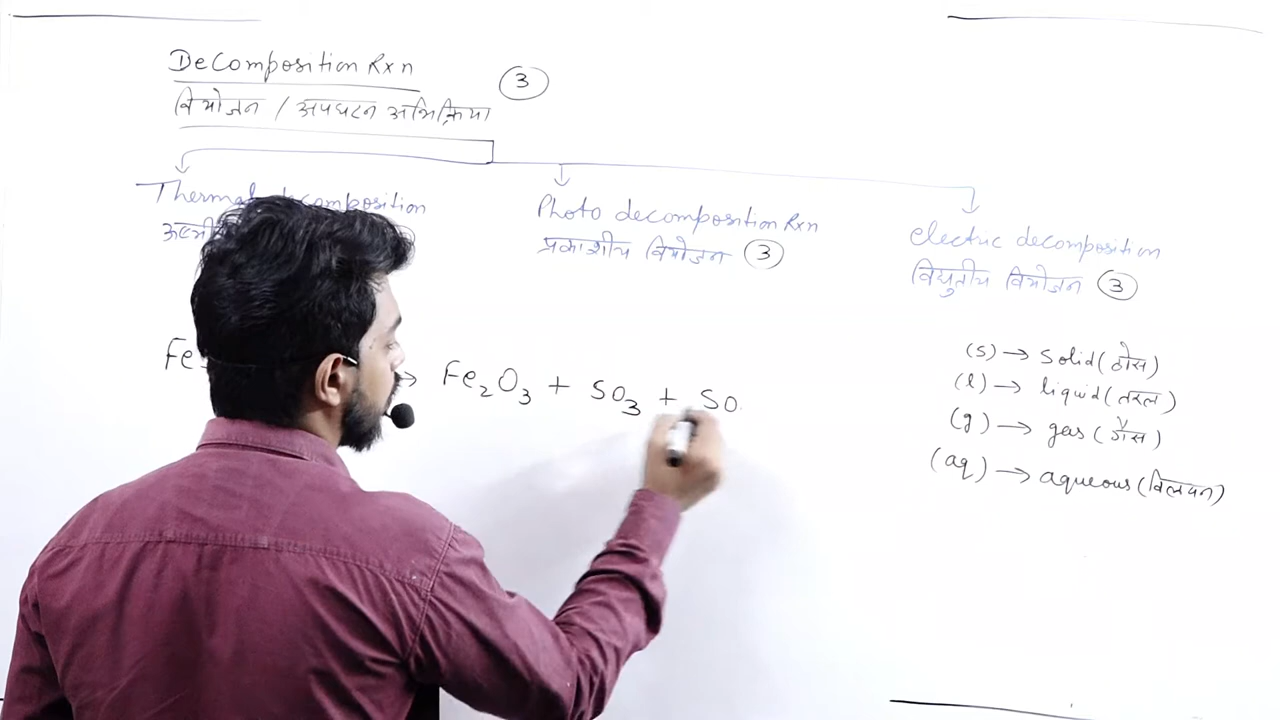 Decomposition Rxn
वियोजन / अपघटन अभिक्रिया
3
decomposition
Photo decomposition Rxn
प्रकाशीय वियोजन 3
electric decomposition
विद्युतीय वियोजन 3
Fe
→ Fe₂O₃ + SO₃ + SO
(s) → solid (ठोस)
(l) → liquid (तरल)
(g) → gas (गैस)
(aq) → aqueous (विलयन)